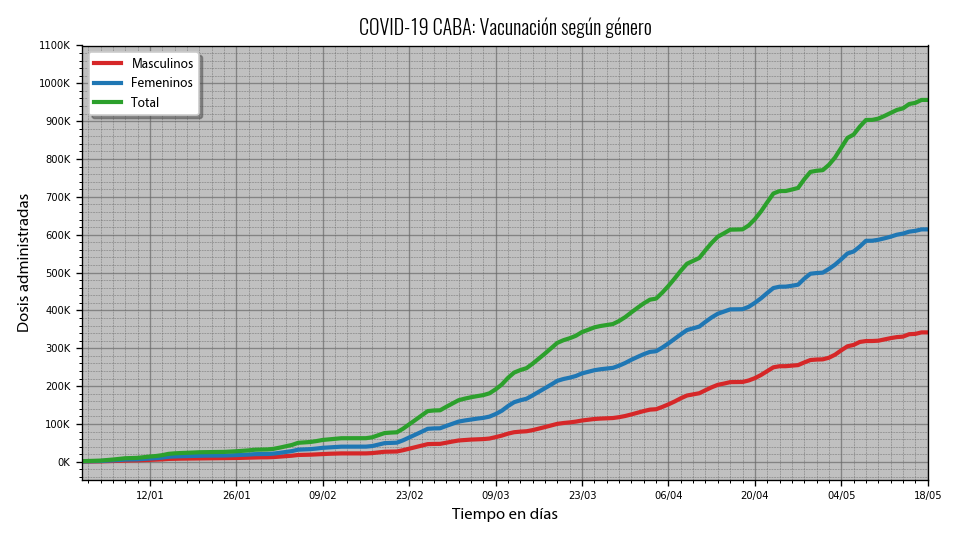 COVID-19 CABA: Vacunación según género
Masculinos
Femeninos
Total
1100K
1000K
900K
800K
700K
600K
500K
400K
300K
200K
100K
0K
Dosis administradas
12/01 26/01 09/02 23/02 09/03 23/03 06/04 20/04 04/05 18/05
Tiempo en días